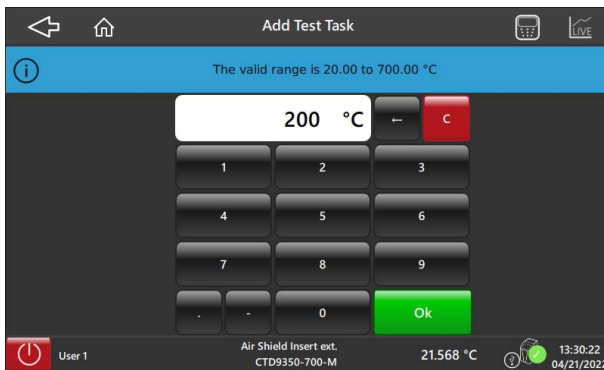 Add Test Task
LIVE
The valid range is 20.00 to 700.00 °C
200 °C
← C
1 2 3
4 5 6
7 8 9
. - 0 Ok
User 1
Air Shield Insert ext.
CTD9350-700-M
21.568 °C
13:30:22
04/21/2022